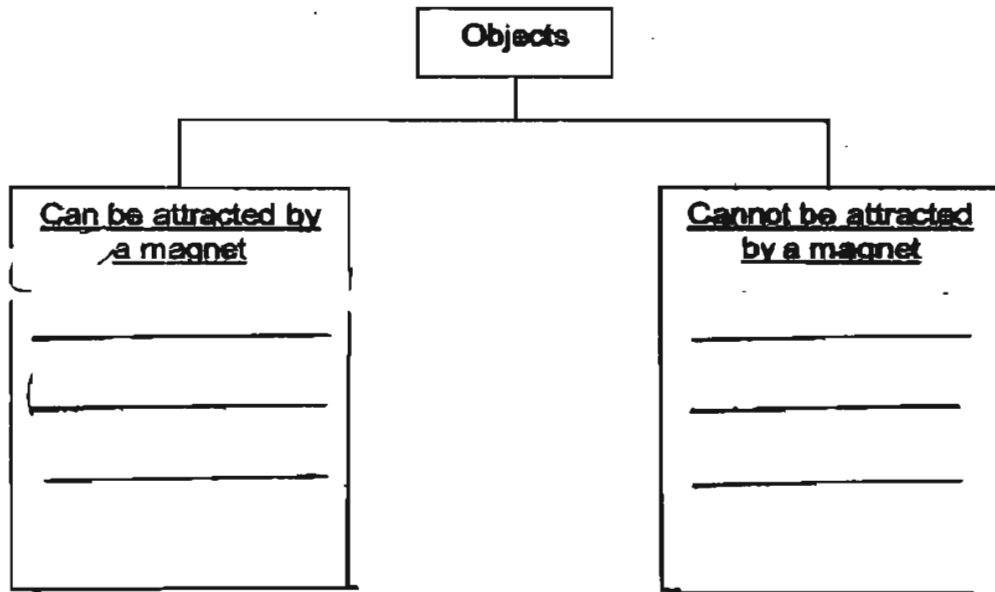 Objects
Can be attracted by
a magnet
Cannot be attracted
by a magnet